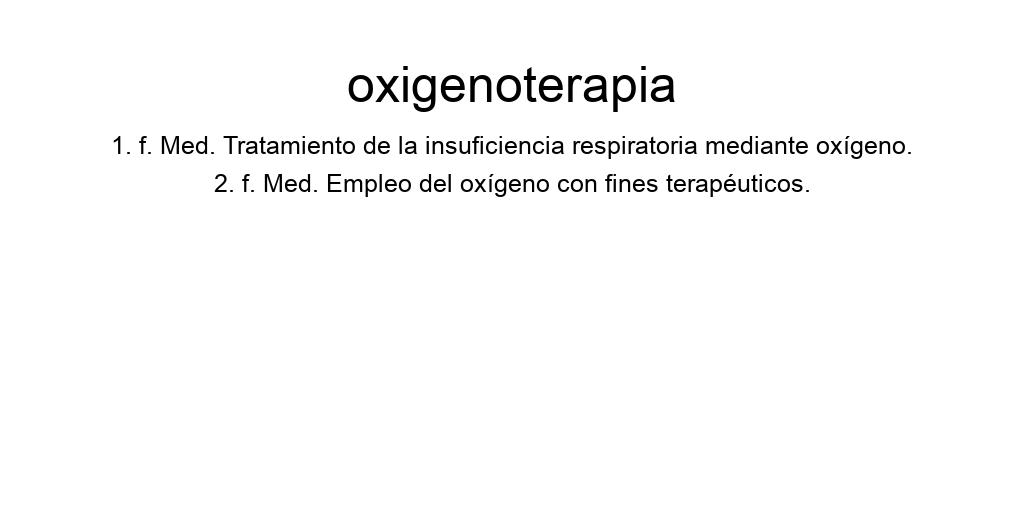 oxigenoterapia
1. f. Med. Tratamiento de la insuficiencia respiratoria mediante oxígeno.
2. f. Med. Empleo del oxígeno con fines terapéuticos.